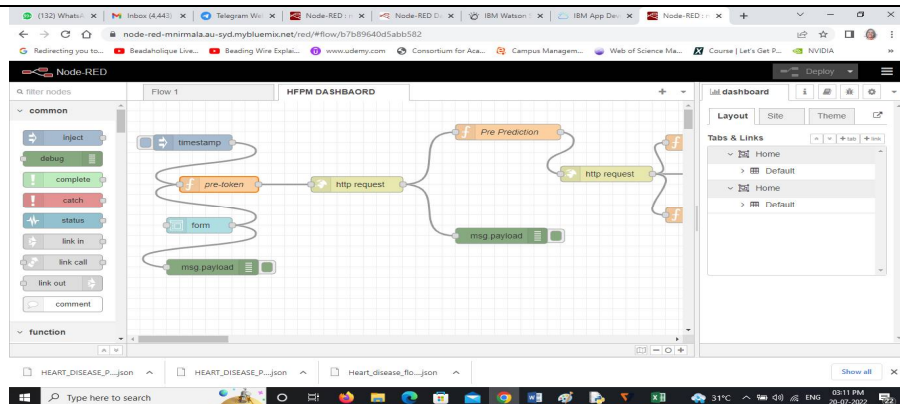 (132) WhatsA
Inbox (4,443)
Telegram We
Node-RED : n
Node-RED D
IBM Watson S
IBM App Dev
Node-RED : n
node-red-mnirmala.au-syd.mybluemix.net/red/#flow/b7b89640d5abb582
Redirecting you to...
Beadaholique Live...
Beading Wire Explai...
www.udemy.com
Consortium for Aca...
Campus Managem...
Web of Science Ma...
Course | Let's Get P...
NVIDIA
Node-RED
Deploy
filter nodes
Flow 1
HFPM DASHBAORD
dashboard
common
inject
debug
complete
catch
status
link in
link call
link out
comment
function
timestamp
pre-token
form
msg.payload
http request
Pre Prediction
msg.payload
http request
Layout
Site
Theme
Tabs & Links
+ tab
+ link
Home
Default
Home
Default
HEART_DISEASE_P....json
HEART_DISEASE_P....json
Heart_disease_flo....json
Show all
Type here to search
31°C
ENG
03:11 PM
20-07-2022